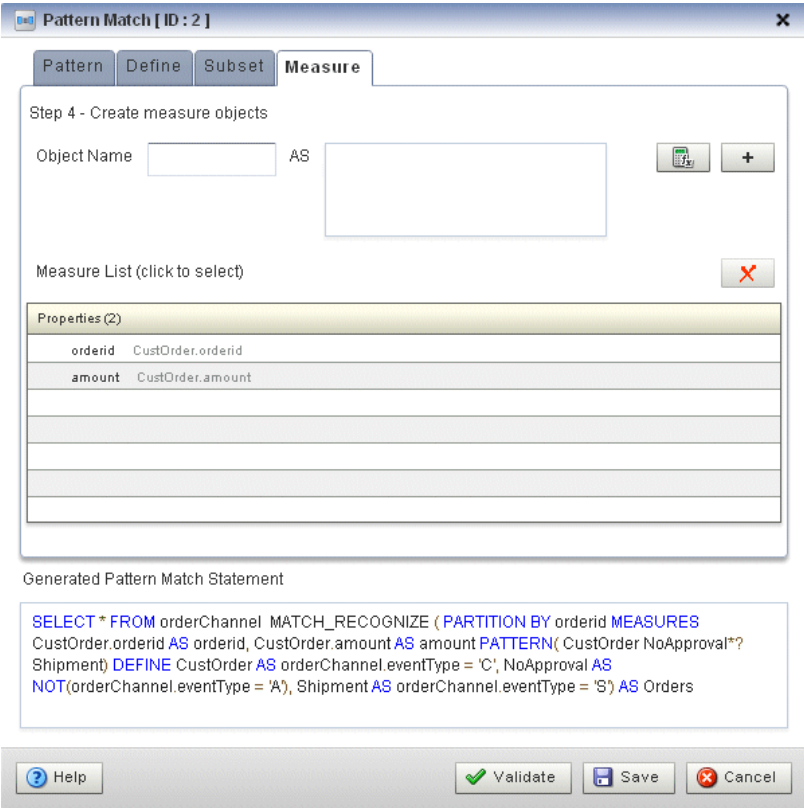 Pattern Match [ ID : 2 ]
Pattern Define Subset Measure
Step 4 - Create measure objects
Object Name AS
Measure List (click to select)
Properties (2)
orderid CustOrder.orderid
amount CustOrder.amount
Generated Pattern Match Statement
SELECT * FROM orderChannel MATCH_RECOGNIZE ( PARTITION BY orderid MEASURES
CustOrder.orderid AS orderid, CustOrder.amount AS amount PATTERN( CustOrder NoApproval*?
Shipment) DEFINE CustOrder AS orderChannel.eventType = 'C', NoApproval AS
NOT(orderChannel.eventType = 'A'), Shipment AS orderChannel.eventType = 'S') AS Orders
Help Validate Save Cancel